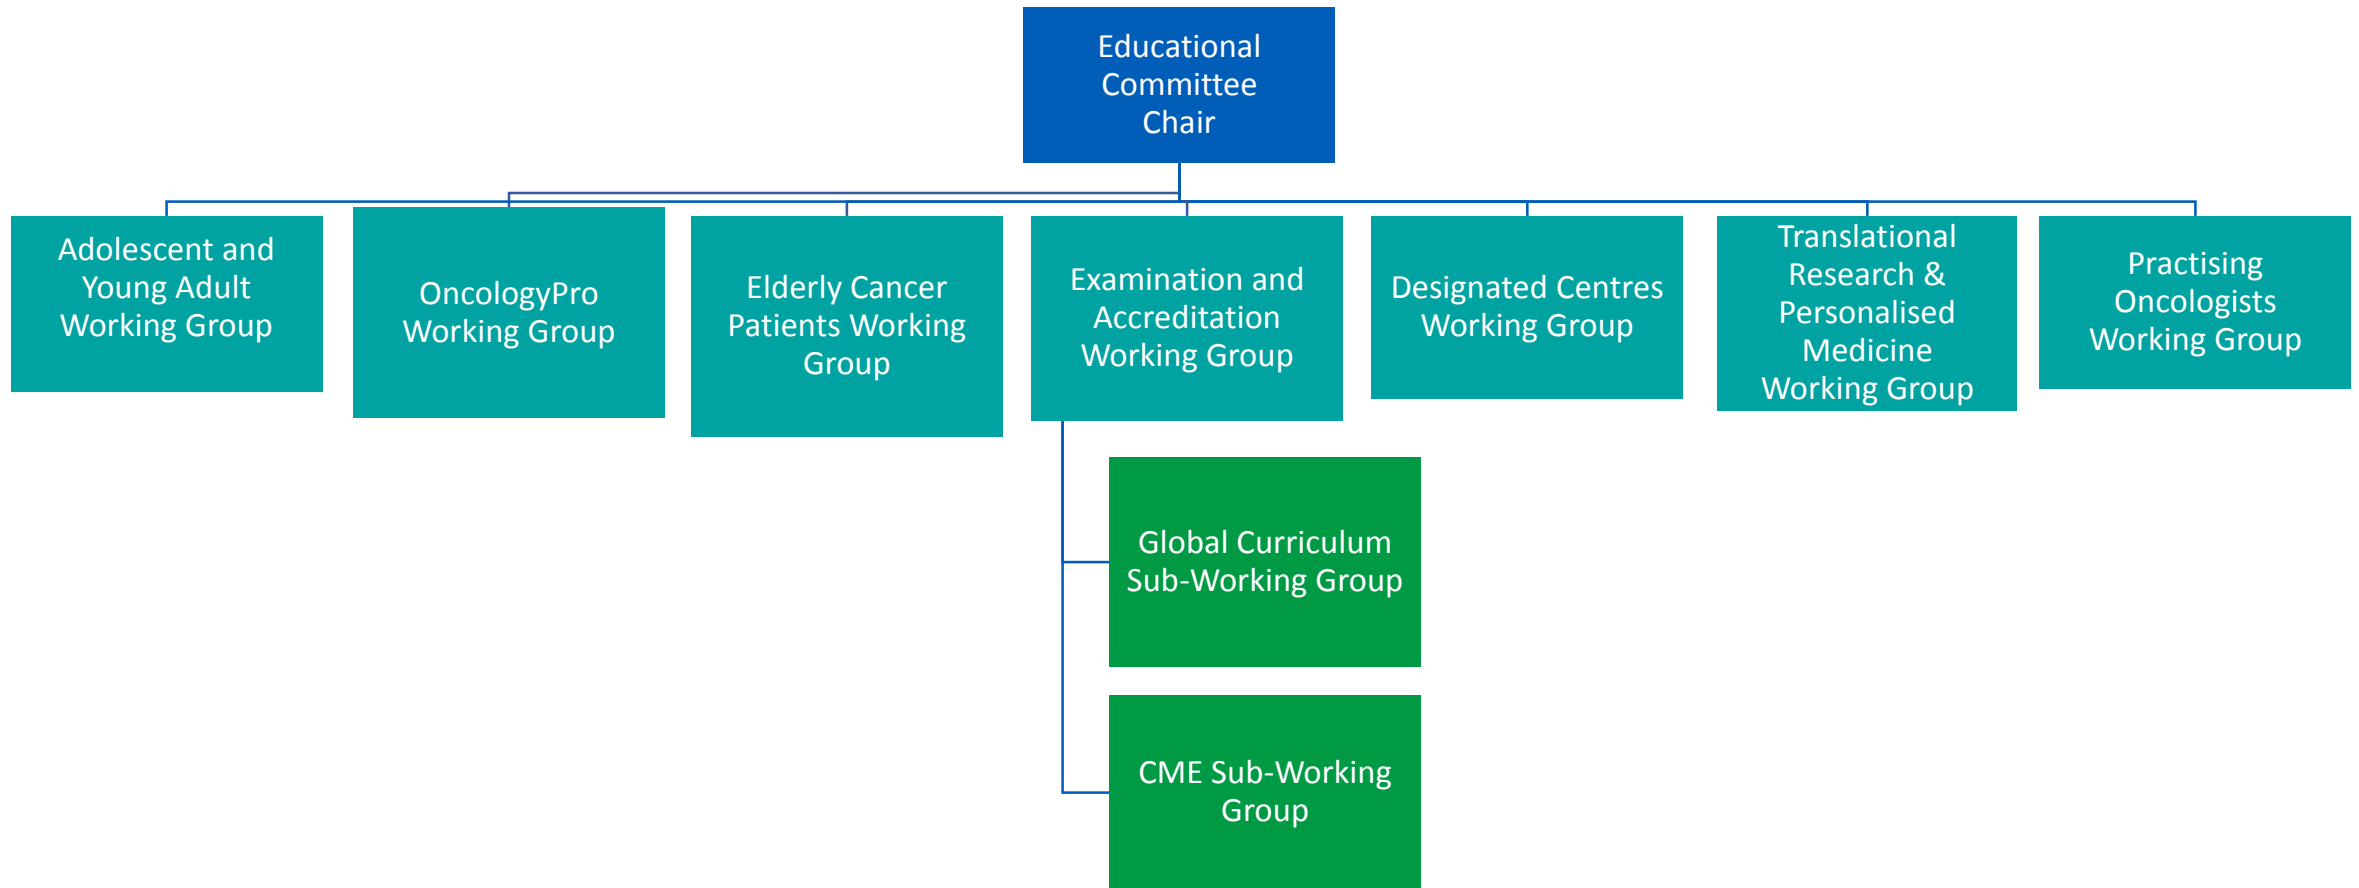 Educational
Committee
Chair
Adolescent and
Young Adult
Working Group
OncologyPro
Working Group
Elderly Cancer
Patients Working
Group
Examination and
Accreditation
Working Group
Designated Centres
Working Group
Translational
Research &
Personalised
Medicine
Working Group
Practising
Oncologists
Working Group
Global Curriculum
Sub-Working Group
CME Sub-Working
Group